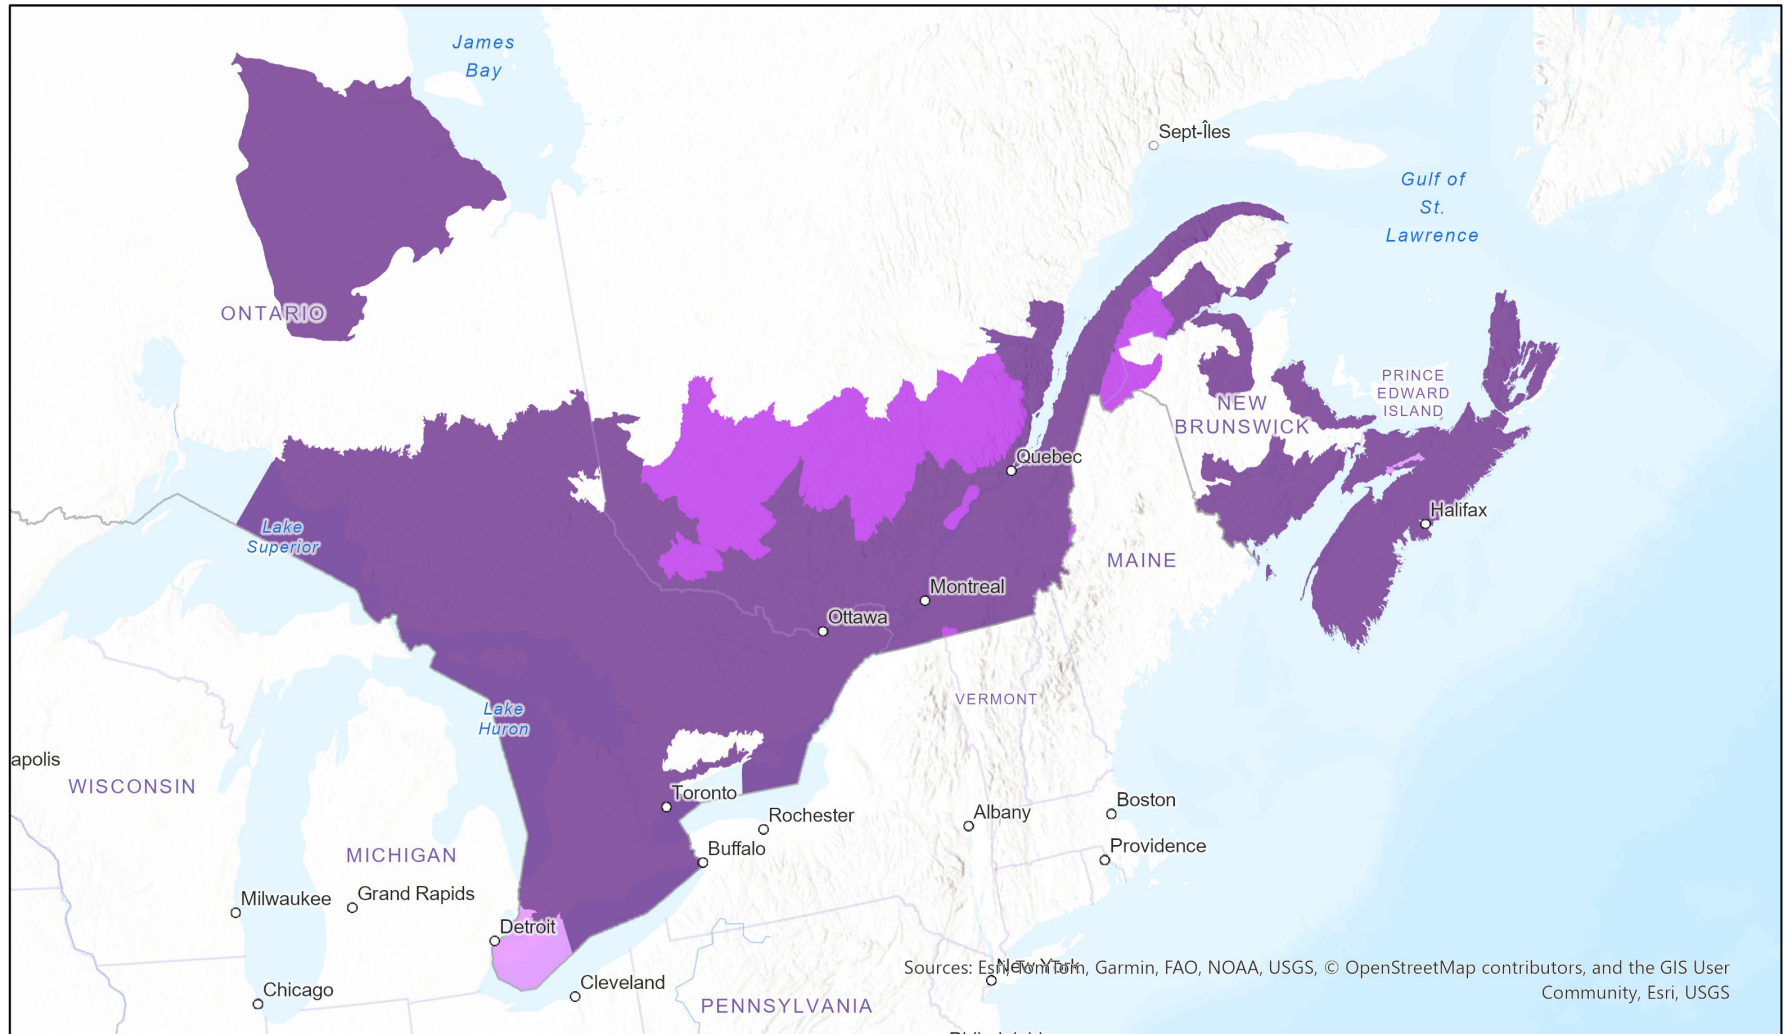 James
Bay
Sept-Îles
Gulf of
St.
Lawrence
ONTARIO
PRINCE
EDWARD
ISLAND
NEW
BRUNSWICK
Quebec
Halifax
Lake
Superior
MAINE
Montreal
Ottawa
VERMONT
Lake
Huron
apolis
WISCONSIN
Toronto
Rochester
Albany
Boston
Providence
MICHIGAN
Buffalo
Milwaukee
Grand Rapids
Detroit
Cleveland
Chicago
PENNSYLVANIA
New York
Sources: Esri, TomTom, Garmin, FAO, NOAA, USGS, © OpenStreetMap contributors, and the GIS User
Community, Esri, USGS